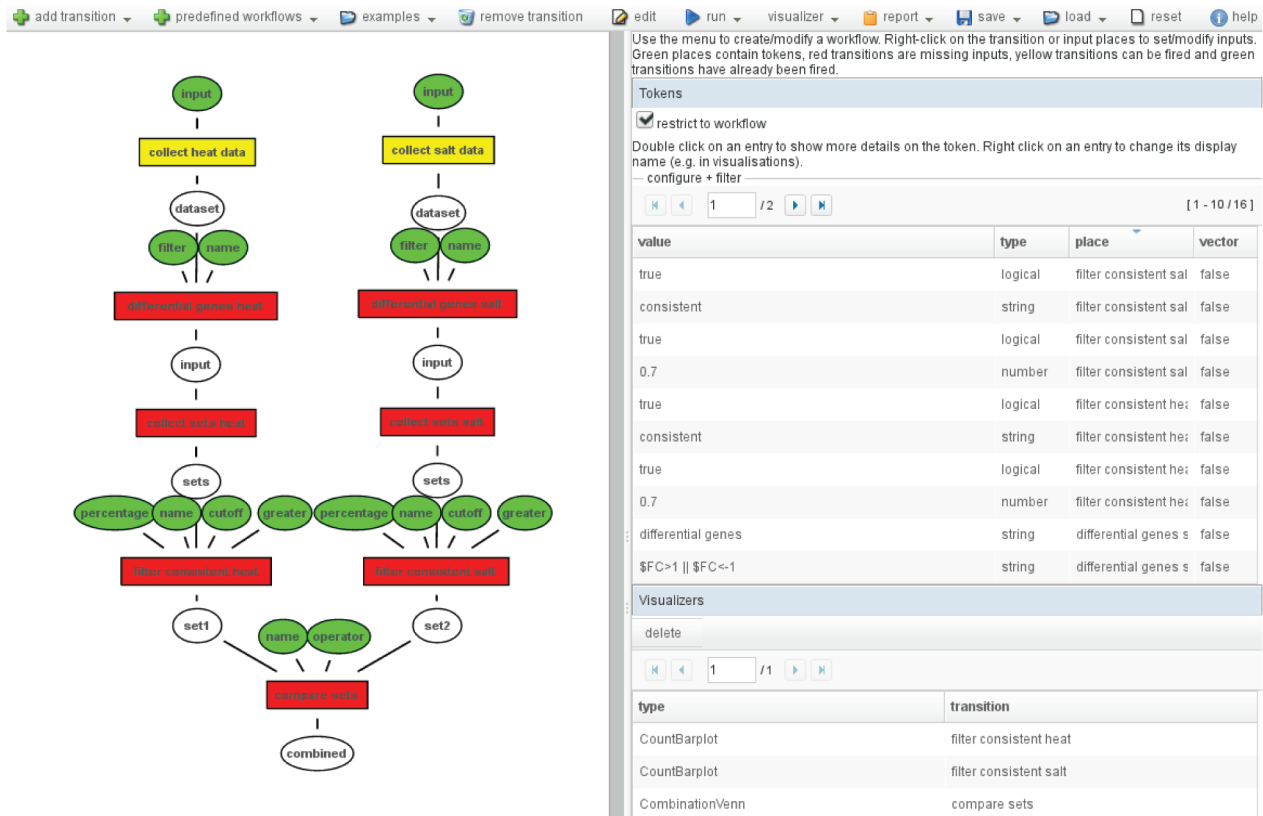 add transition predefined workflows examples remove transition edit run visualizer report save load reset help
Use the menu to create/modify a workflow. Right-click on the transition or input places to set/modify inputs.
Green places contain tokens, red transitions are missing inputs, yellow transitions can be fired and green
transitions have already been fired.
Tokens
restrict to workflow
Double click on an entry to show more details on the token. Right click on an entry to change its display
name (e.g. in visualisations).
configure + filter
1 / 2 [ 1 - 10 / 16 ]
value type place vector
true logical filter consistent sal false
consistent string filter consistent sal false
true logical filter consistent sal false
0.7 number filter consistent sal false
true logical filter consistent hea false
consistent string filter consistent hea false
true logical filter consistent hea false
0.7 number filter consistent hea false
differential genes string differential genes s false
$FC>1 || $FC<-1 string differential genes s false
Visualizers
delete
1 / 1
type transition
CountBarplot filter consistent heat
CountBarplot filter consistent salt
CombinationVenn compare sets
input input
collect heat data collect salt data
dataset dataset
filter name filter name
differential genes heat differential genes salt
input input
collect sets heat collect sets salt
sets sets
percentage name cutoff greater percentage name cutoff greater
filter consistent heat filter consistent salt
set1 name operator set2
compare sets
combined